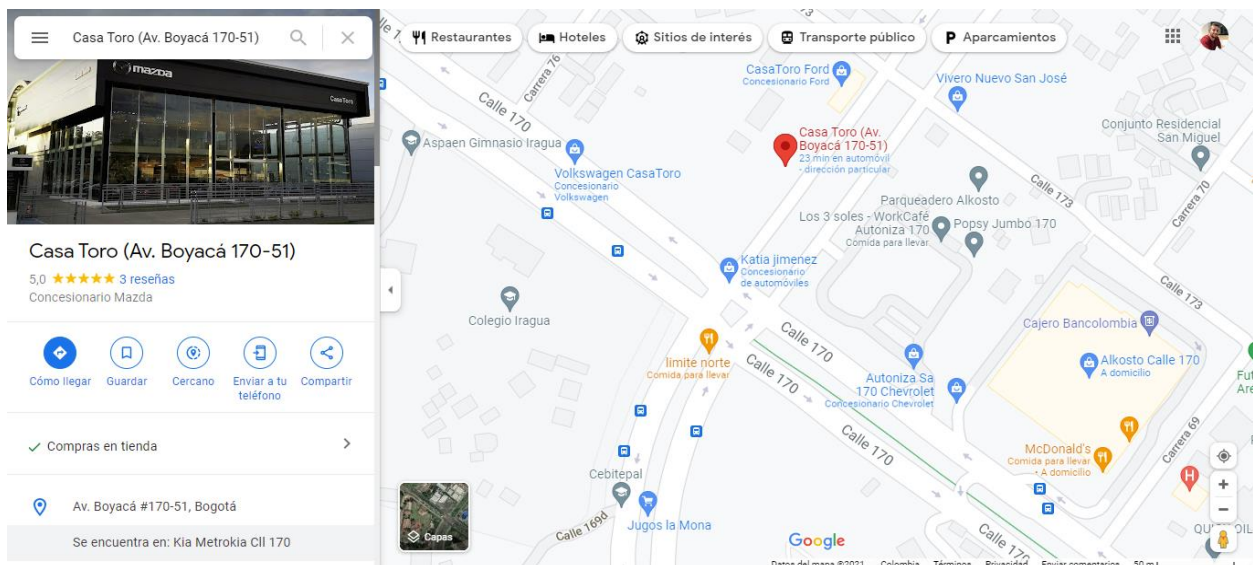 Casa Toro (Av. Boyacá 170-51)
mazda
CasaToro
Casa Toro (Av. Boyacá 170-51)
5,0 ★★★★★ 3 reseñas
Concesionario Mazda
Cómo llegar
Guardar
Cercano
Enviar a tu
teléfono
Compartir
Compras en tienda
Av. Boyacá #170-51, Bogotá
Se encuentra en: Kia Metrokia Cll 170
Restaurantes
Hoteles
Sitios de interés
Transporte público
P Aparcamientos
Calle 170
Carrera 76
CasaToro Ford
Concesionario Ford
Vivero Nuevo San José
Conjunto Residencial
San Miguel
Aspaen Gimnasio Iragua
Volkswagen CasaToro
Concesionario
Volkswagen
Casa Toro (Av.
Boyacá 170-51)
23 min en automóvil
- dirección particular
Calle 173
Carrera 70
Parqueadero Alkosto
Los 3 soles - WorkCafé
Autoniza 170
Comida para llevar
Popsy Jumbo 170
Katia jimenez
Concesionario
de automóviles
Calle 173
Colegio Iragua
Calle 170
Cajero Bancolombia
limite norte
Comida para llevar
Calle 170
Autoniza Sa
170 Chevrolet
Concesionario Chevrolet
Alkosto Calle 170
A domicilio
Fut
Are
Calle 170
McDonald's
Comida para llevar
- A domicilio
Carrera 69
H
Cebitepal
Calle 169d
Jugos la Mona
Capas
Google
Calle 170
Datos del mapa ©2021
Colombia
Términos
Privacidad
Enviar comentarios
50 m